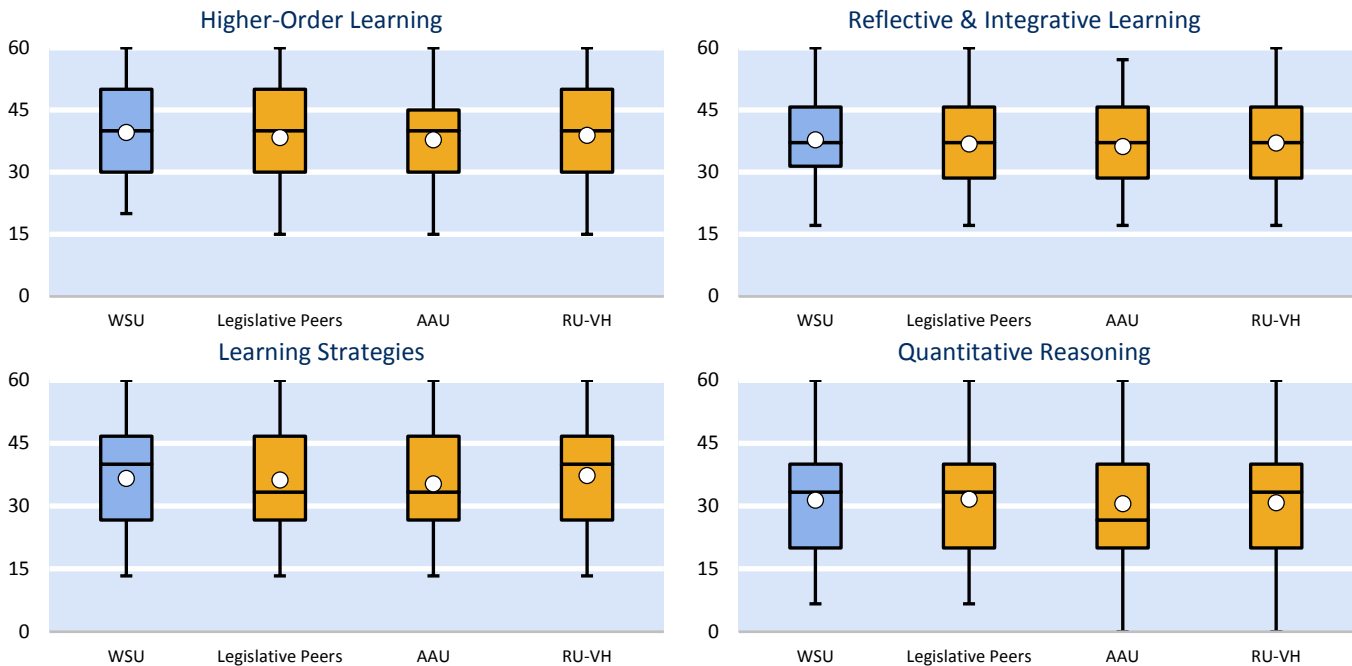 Higher-Order Learning
60
45
30
15
0
WSU Legislative Peers AAU RU-VH
Reflective & Integrative Learning
60
45
30
15
0
WSU Legislative Peers AAU RU-VH
Learning Strategies
60
45
30
15
0
WSU Legislative Peers AAU RU-VH
Quantitative Reasoning
60
45
30
15
0
WSU Legislative Peers AAU RU-VH